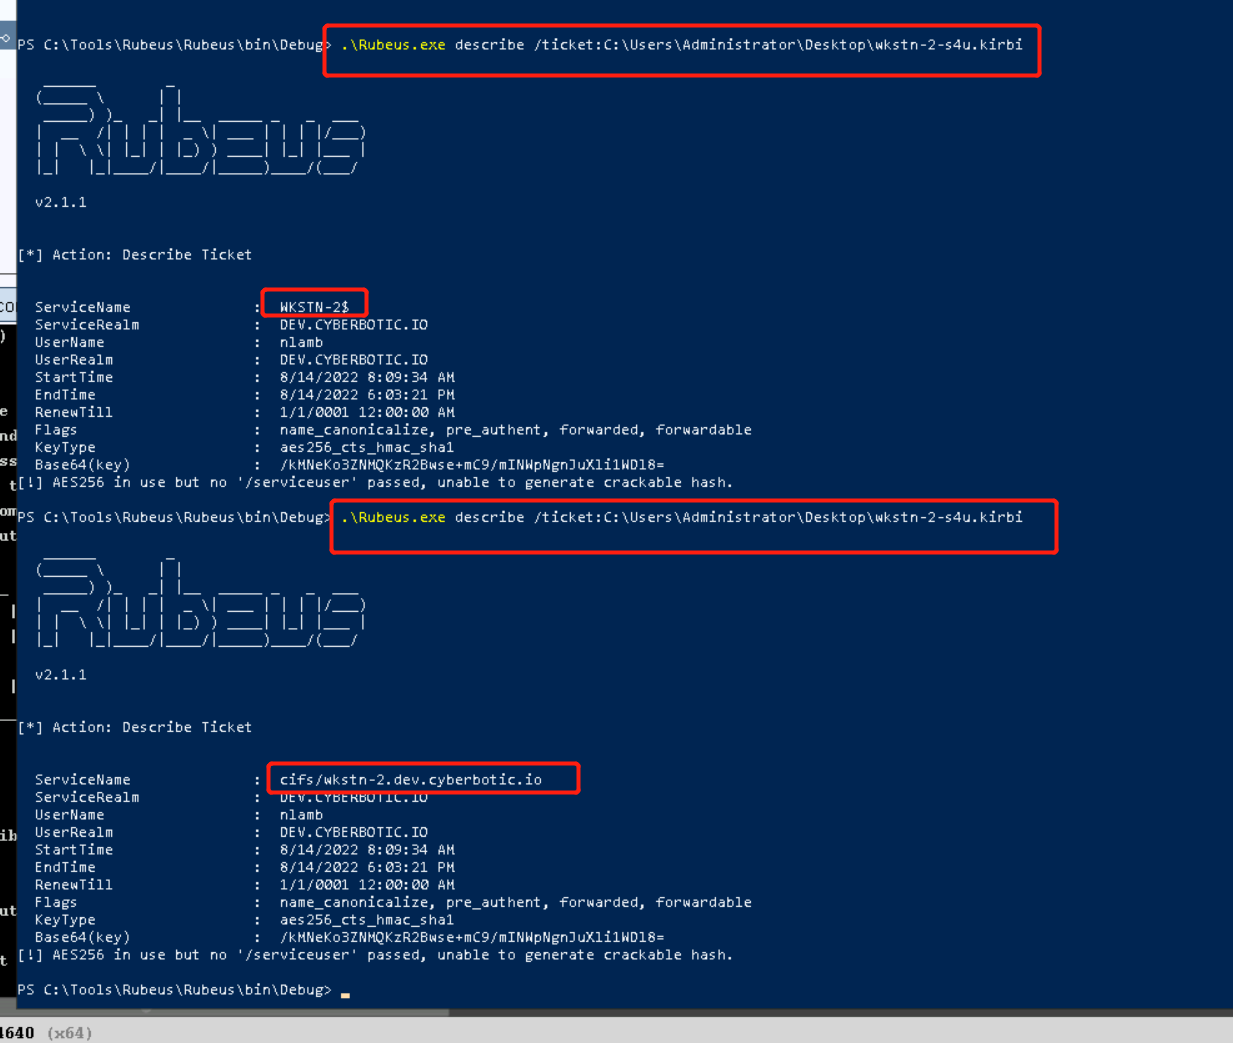 PS C:\Tools\Rubeus\Rubeus\bin\Debug> .\Rubeus.exe describe /ticket:C:\Users\Administrator\Desktop\wkstn-2-s4u.kirbi
Rubeus
v2.1.1
[*] Action: Describe Ticket
ServiceName : WKSTN-2$
ServiceRealm : DEV.CYBERBOTIC.IO
UserName : nlamb
UserRealm : DEV.CYBERBOTIC.IO
StartTime : 8/14/2022 8:09:34 AM
EndTime : 8/14/2022 6:03:21 PM
RenewTill : 1/1/0001 12:00:00 AM
Flags : name_canonicalize, pre_authent, forwarded, forwardable
KeyType : aes256_cts_hmac_sha1
Base64(key) : /kMNeKo3ZNMQKzR2Bwse+mC9/mINWpNgnJuXli1WDl8=
[!] AES256 in use but no '/serviceuser' passed, unable to generate crackable hash.
PS C:\Tools\Rubeus\Rubeus\bin\Debug> .\Rubeus.exe describe /ticket:C:\Users\Administrator\Desktop\wkstn-2-s4u.kirbi
Rubeus
v2.1.1
[*] Action: Describe Ticket
ServiceName : cifs/wkstn-2.dev.cyberbotic.io
ServiceRealm : DEV.CYBERBOTIC.IO
UserName : nlamb
UserRealm : DEV.CYBERBOTIC.IO
StartTime : 8/14/2022 8:09:34 AM
EndTime : 8/14/2022 6:03:21 PM
RenewTill : 1/1/0001 12:00:00 AM
Flags : name_canonicalize, pre_authent, forwarded, forwardable
KeyType : aes256_cts_hmac_sha1
Base64(key) : /kMNeKo3ZNMQKzR2Bwse+mC9/mINWpNgnJuXli1WDl8=
[!] AES256 in use but no '/serviceuser' passed, unable to generate crackable hash.
PS C:\Tools\Rubeus\Rubeus\bin\Debug>
4640 (x64)